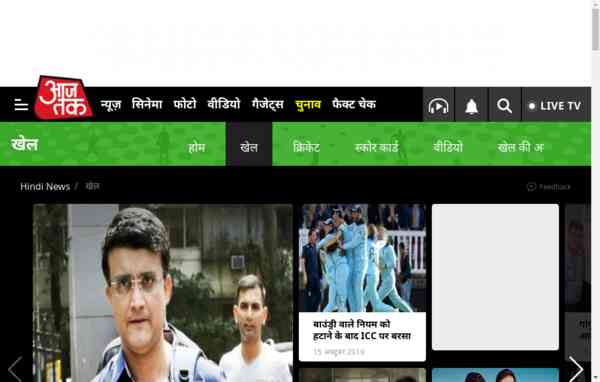 आज तक
न्यूज़ सिनेमा फोटो वीडियो गैजेट्स चुनाव फैक्ट चेक LIVE TV
खेल होम खेल क्रिकेट स्कोर कार्ड वीडियो खेल की अ
Hindi News / खेल Feedback
बाउंड्री वाले नियम को
हटाने के बाद ICC पर बरसा
15 अक्टूबर 2019